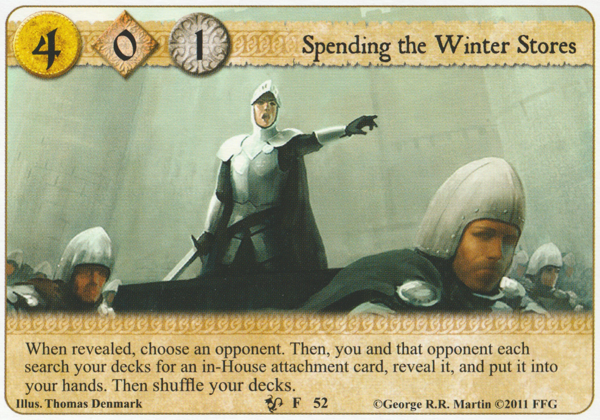 4 0 1 Spending the Winter Stores
When revealed, choose an opponent. Then, you and that opponent each
search your decks for an in-House attachment card, reveal it, and put it into
your hands. Then shuffle your decks.
Illus. Thomas Denmark F 52 ©George R.R. Martin ©2011 FFG